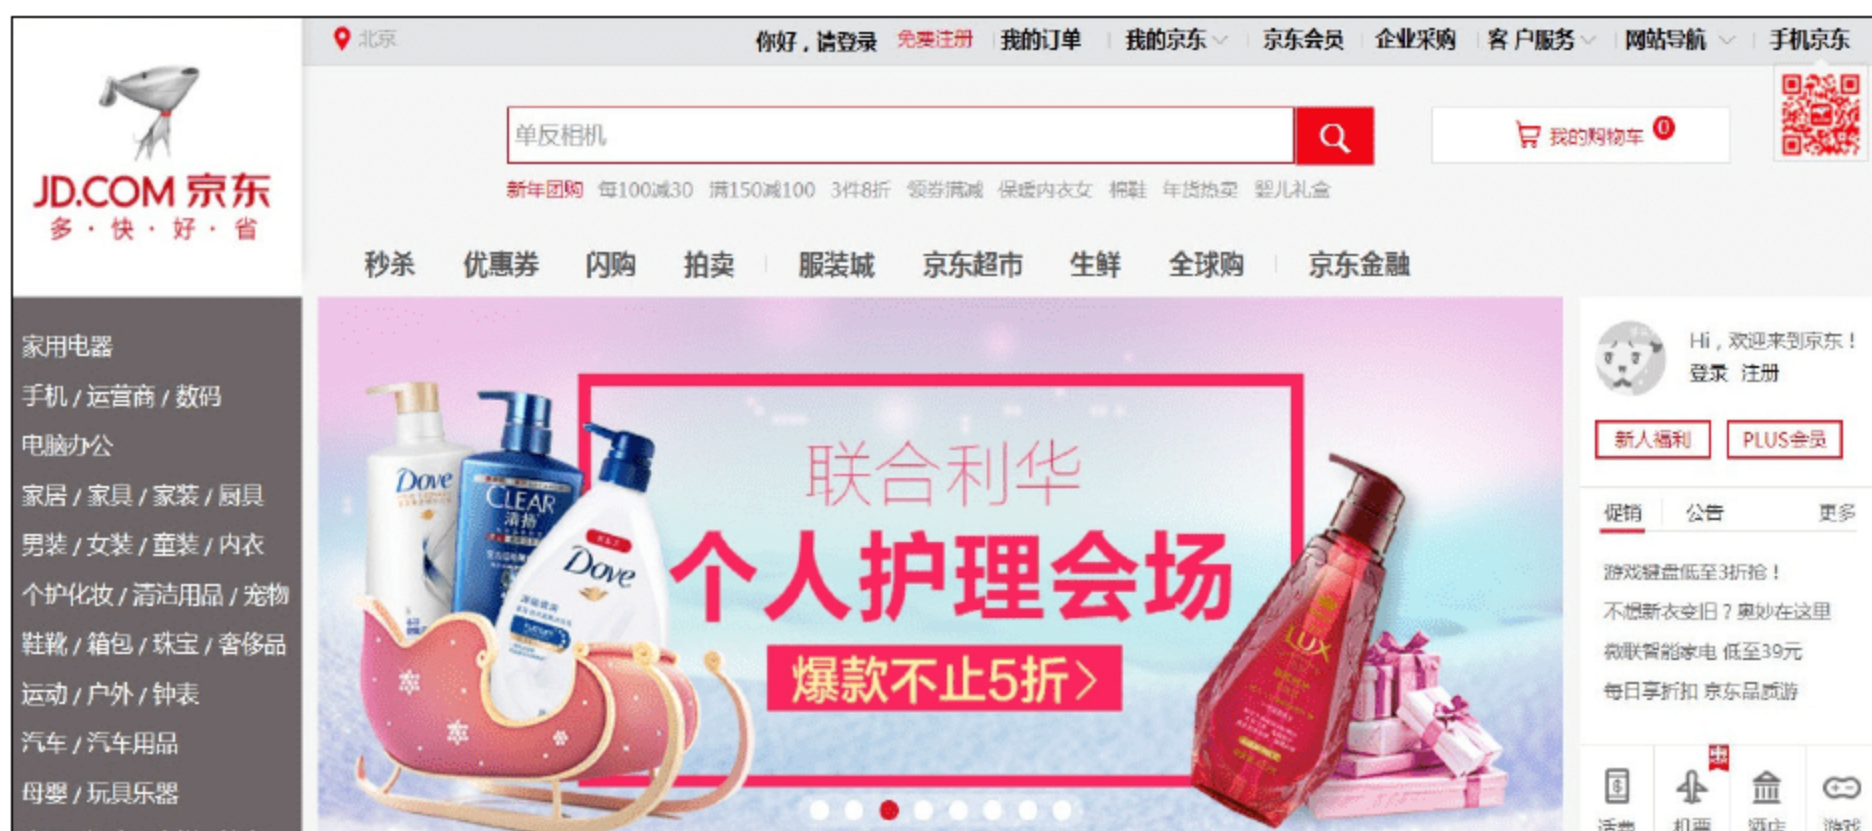 北京
你好，请登录 免费注册 我的订单 我的京东 京东会员 企业采购 客户服务 网站导航 手机京东
JD.COM 京东
多·快·好·省
单反相机
我的购物车 0
新年团购 每100减30 满150减100 3件8折 领券满减 保暖内衣女 棉鞋 年货热卖 婴儿礼盒
秒杀 优惠券 闪购 拍卖 服装城 京东超市 生鲜 全球购 京东金融
家用电器
手机 / 运营商 / 数码
电脑办公
家居 / 家具 / 家装 / 厨具
男装 / 女装 / 童装 / 内衣
个护化妆 / 清洁用品 / 宠物
鞋靴 / 箱包 / 珠宝 / 奢侈品
运动 / 户外 / 钟表
汽车 / 汽车用品
母婴 / 玩具乐器
Dove
CLEAR
清扬
Dove
联合利华
个人护理会场
爆款不止5折>
LUX
Hi，欢迎来到京东！
登录 注册
新人福利 PLUS会员
促销 公告 更多
游戏键盘低至3折抢！
不想新衣变旧？奥妙在这里
微联智能家电 低至39元
每日享折扣 京东品质游
话费 机票 酒店 游戏